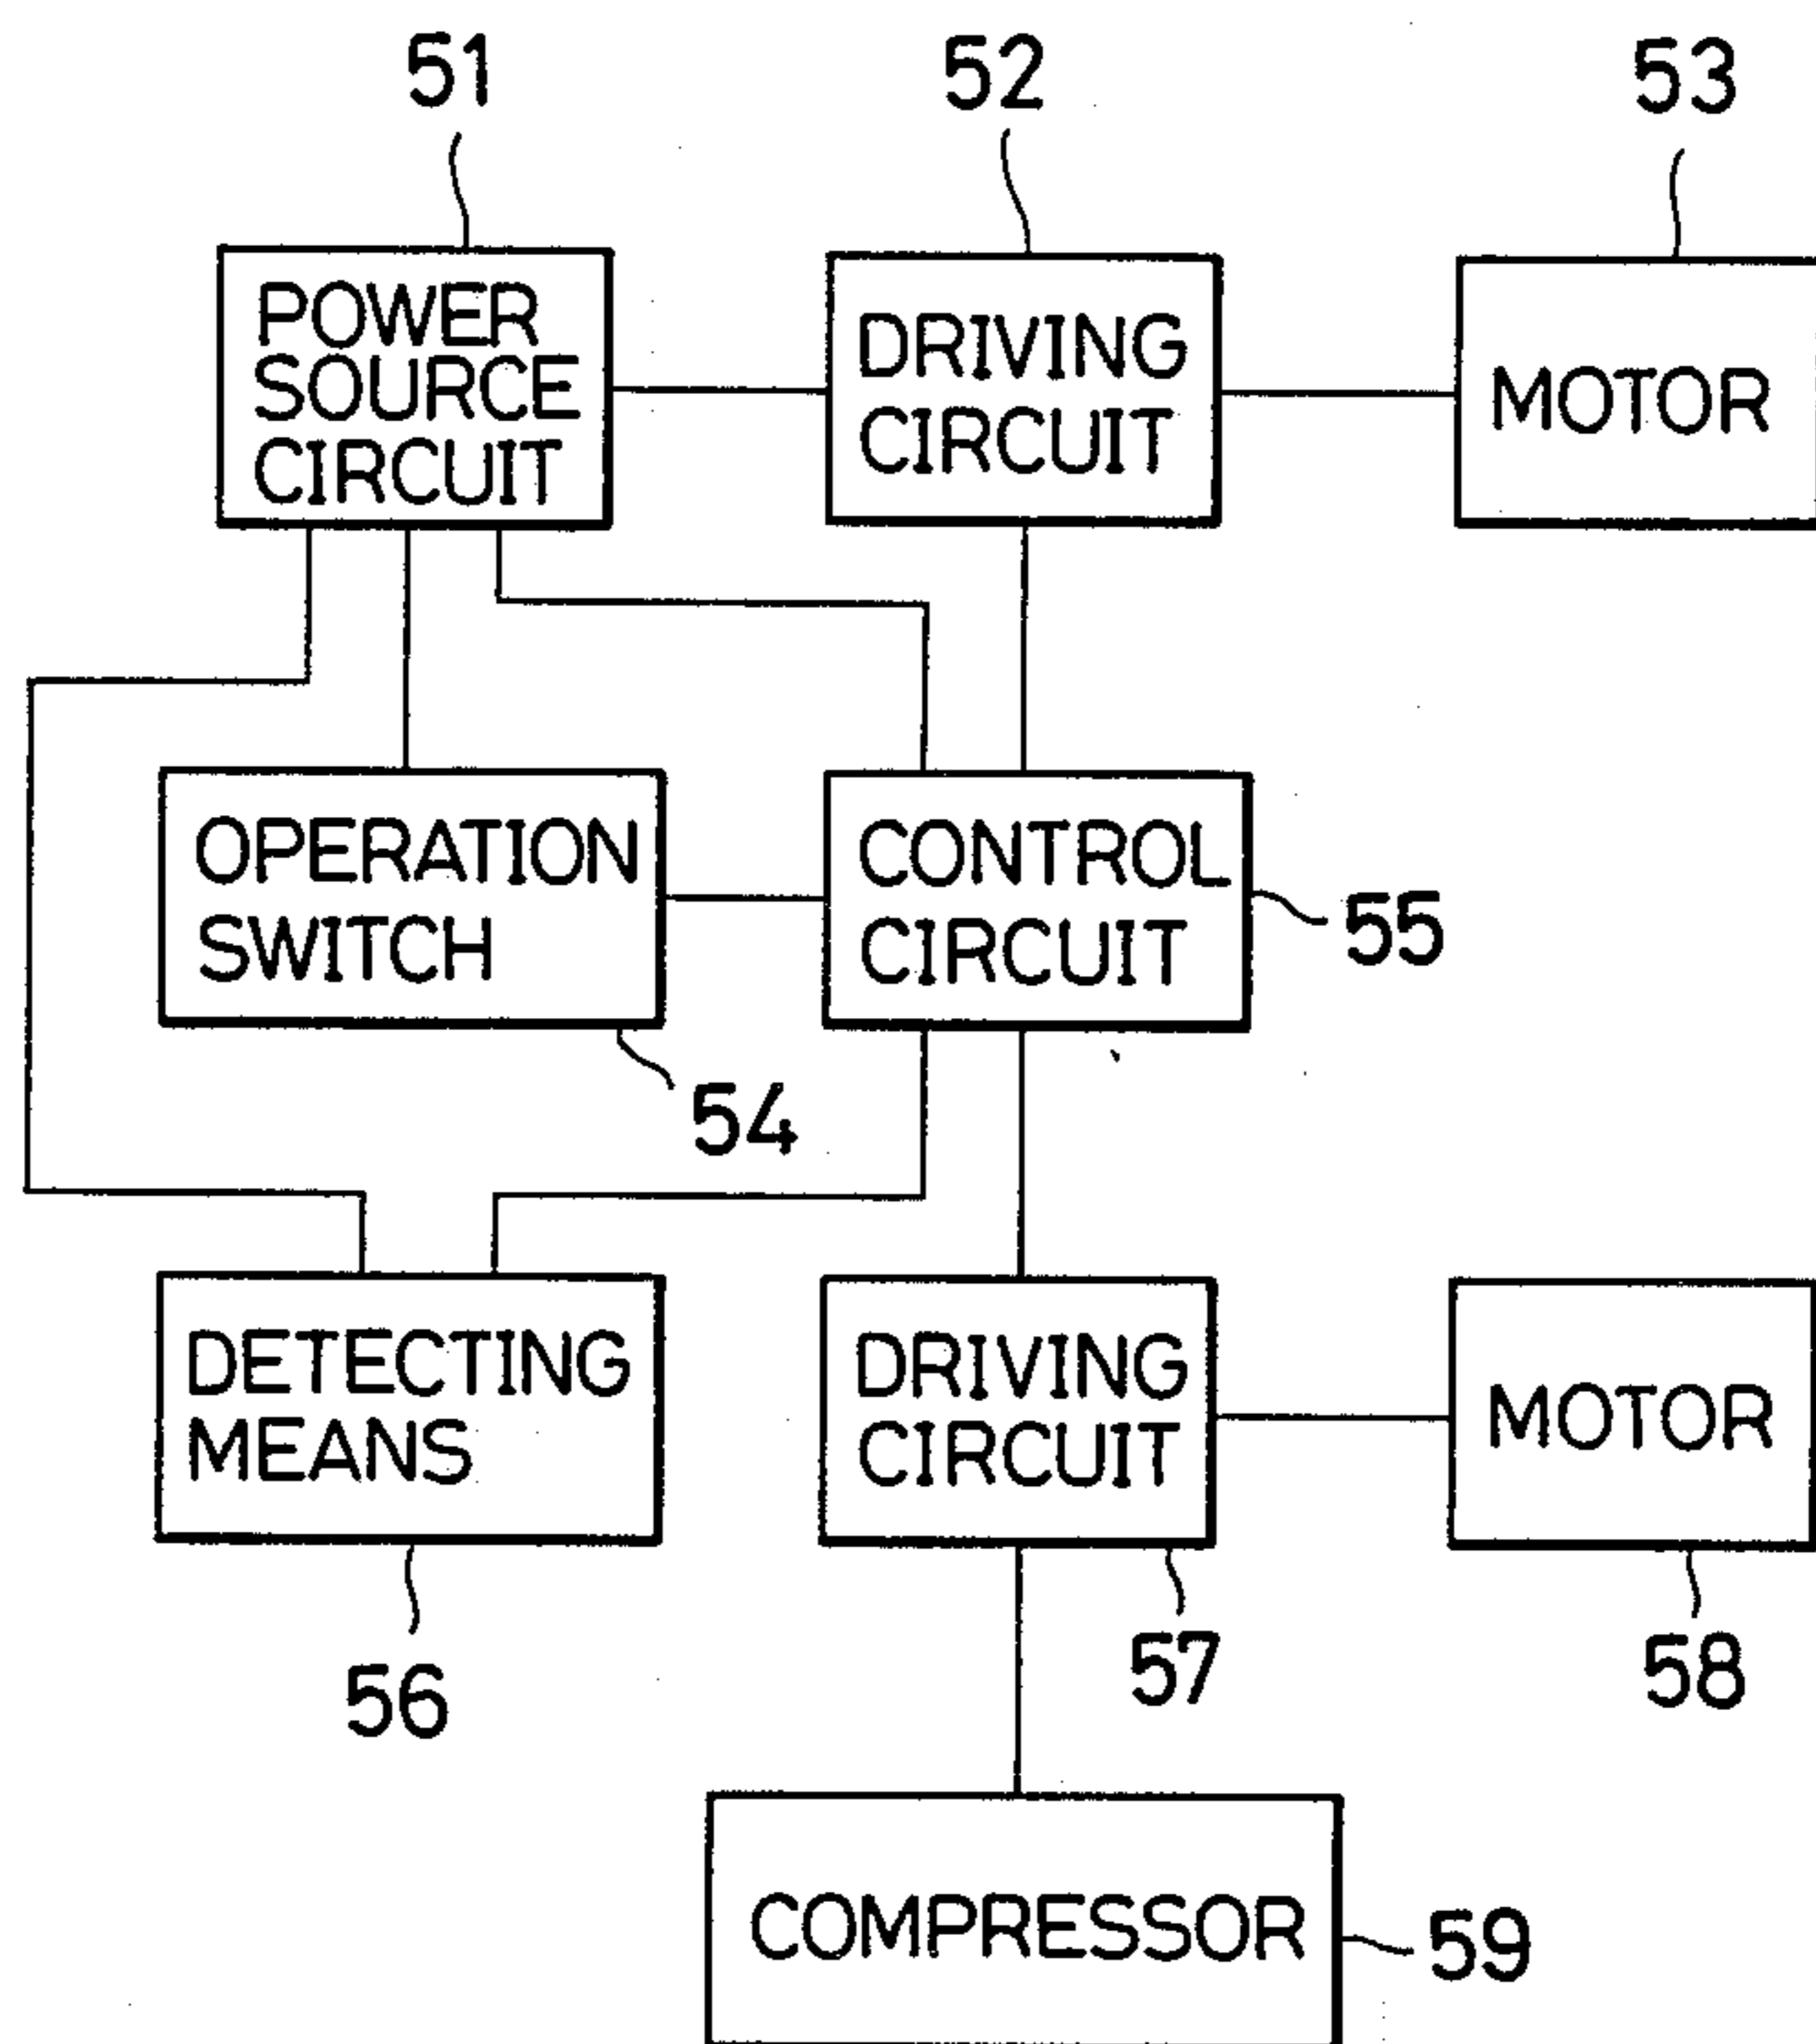 51
52
53
POWER
SOURCE
CIRCUIT
DRIVING
CIRCUIT
MOTOR
OPERATION
SWITCH
CONTROL
CIRCUIT
55
54
DETECTING
MEANS
DRIVING
CIRCUIT
MOTOR
56
57
58
COMPRESSOR
59